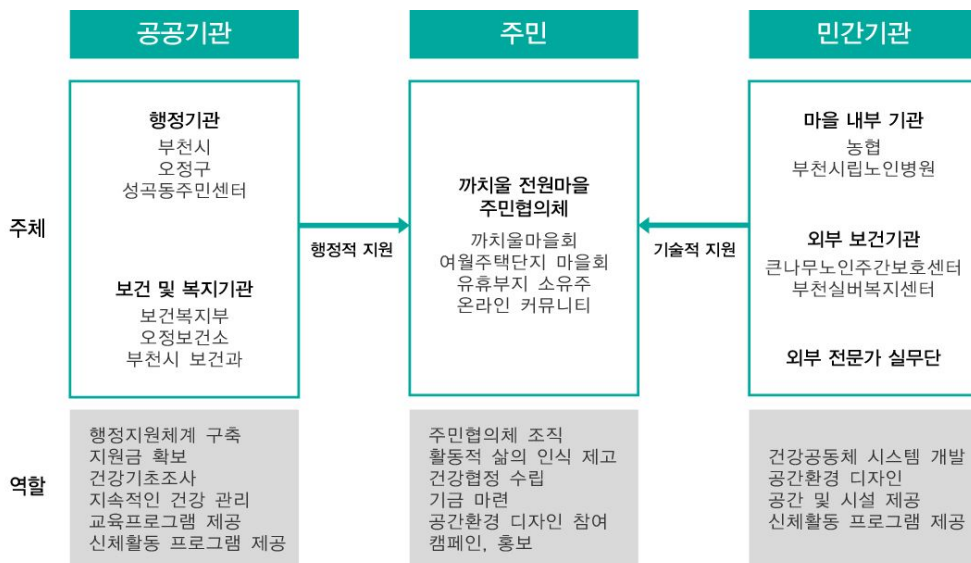 공공기관
주민
민간기관
주체
행정기관
부천시
오정구
성곡동주민센터
보건 및 복지기관
보건복지부
오정보건소
부천시 보건과
행정적 지원
까치울 전원마을
주민협의체
까치울마을회
여월주택단지 마을회
유휴부지 소유주
온라인 커뮤니티
기술적 지원
마을 내부 기관
농협
부천시립노인병원
외부 보건기관
큰나무노인주간보호센터
부천실버복지센터
외부 전문가 실무단
역할
행정지원체계 구축
지원금 확보
건강기초조사
지속적인 건강 관리
교육프로그램 제공
신체활동 프로그램 제공
주민협의체 조직
활동적 삶의 인식 제고
건강협정 수립
기금 마련
공간환경 디자인 참여
캠페인, 홍보
건강공동체 시스템 개발
공간환경 디자인
공간 및 시설 제공
신체활동 프로그램 제공